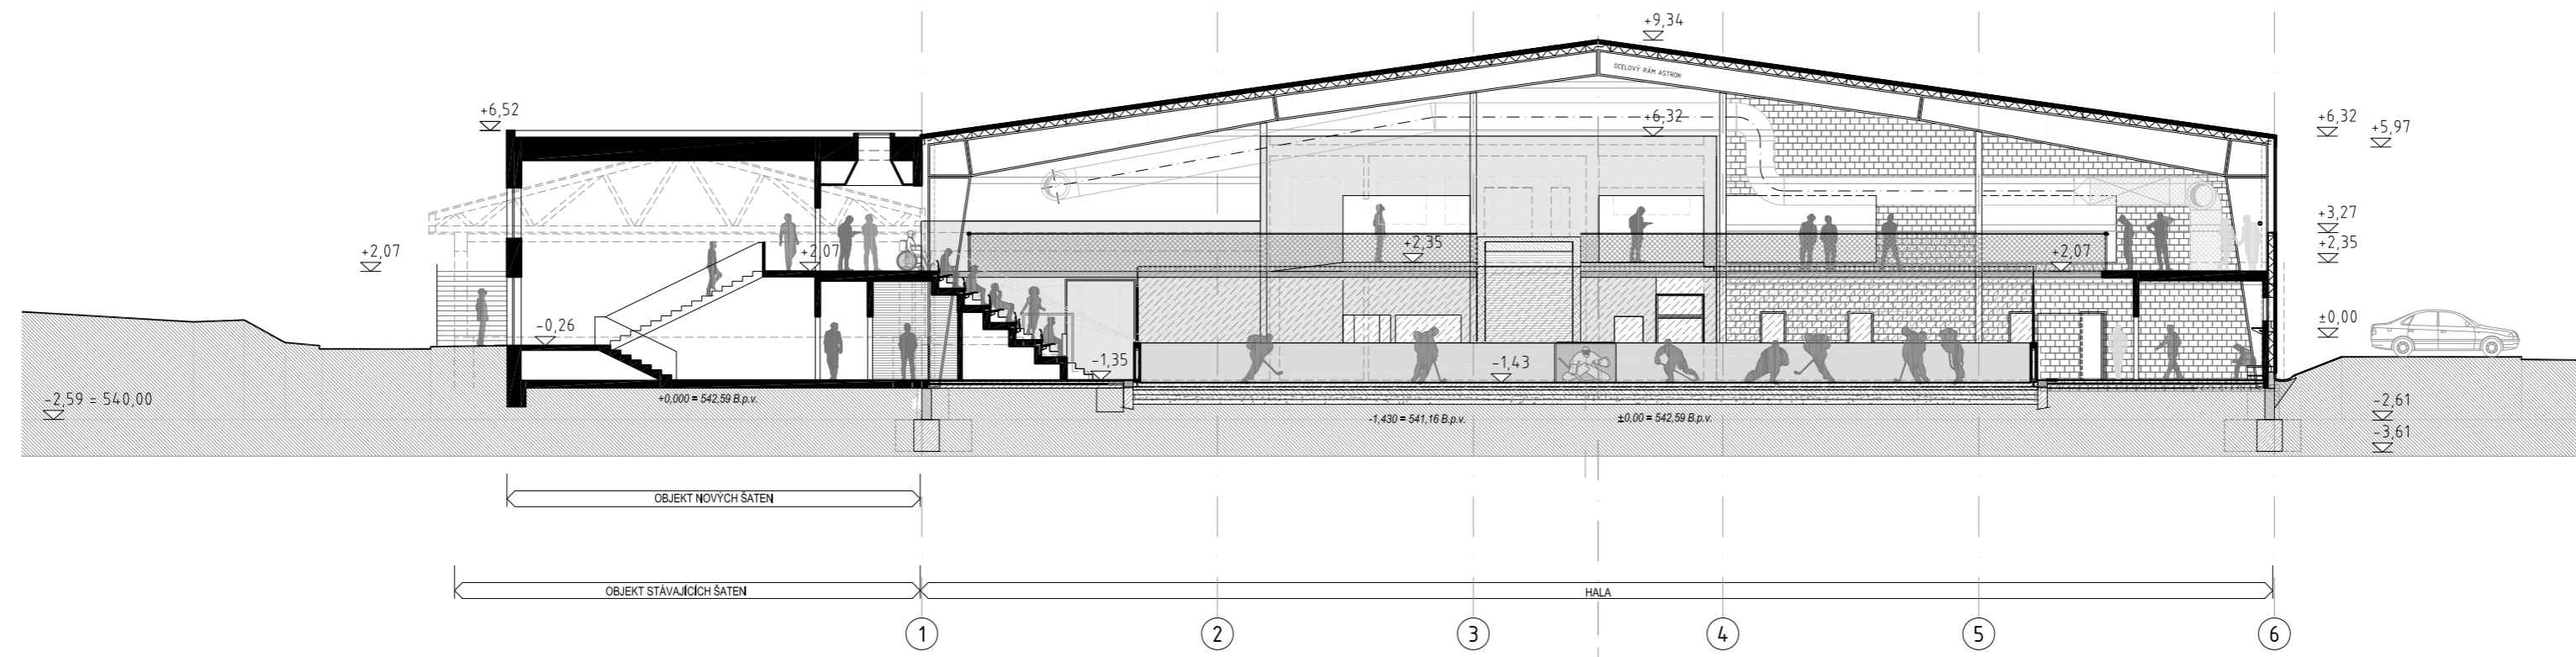 +9,34
OCELOVÝ RÁM ASTRON
+6,52
+6,32
+6,32
+5,97
+3,27
+2,07
+2,07
+2,35
+2,07
+2,35
-0,26
±0,00
-1,35
-1,43
-2,59 = 540,00
+0,000 = 542,59 B.p.v.
-1,430 = 541,16 B.p.v.
±0,00 = 542,59 B.p.v.
-2,61
-3,61
OBJEKT NOVÝCH ŠATEN
OBJEKT STÁVAJÍCÍCH ŠATEN
HALA
1
2
3
4
5
6